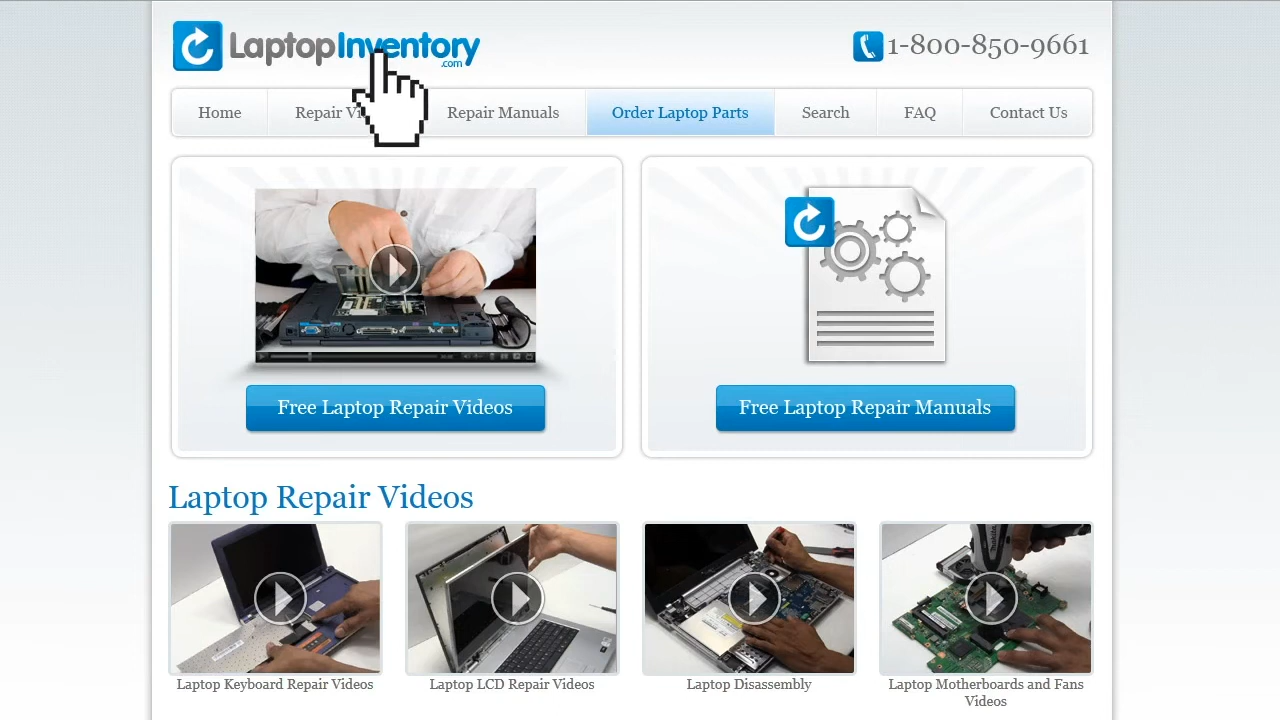 LaptopInventory
.com
1-800-850-9661
Home
Repair Vi
Repair Manuals
Order Laptop Parts
Search
FAQ
Contact Us
Free Laptop Repair Videos
Free Laptop Repair Manuals
Laptop Repair Videos
Laptop Keyboard Repair Videos
Laptop LCD Repair Videos
Laptop Disassembly
Laptop Motherboards and Fans
Videos